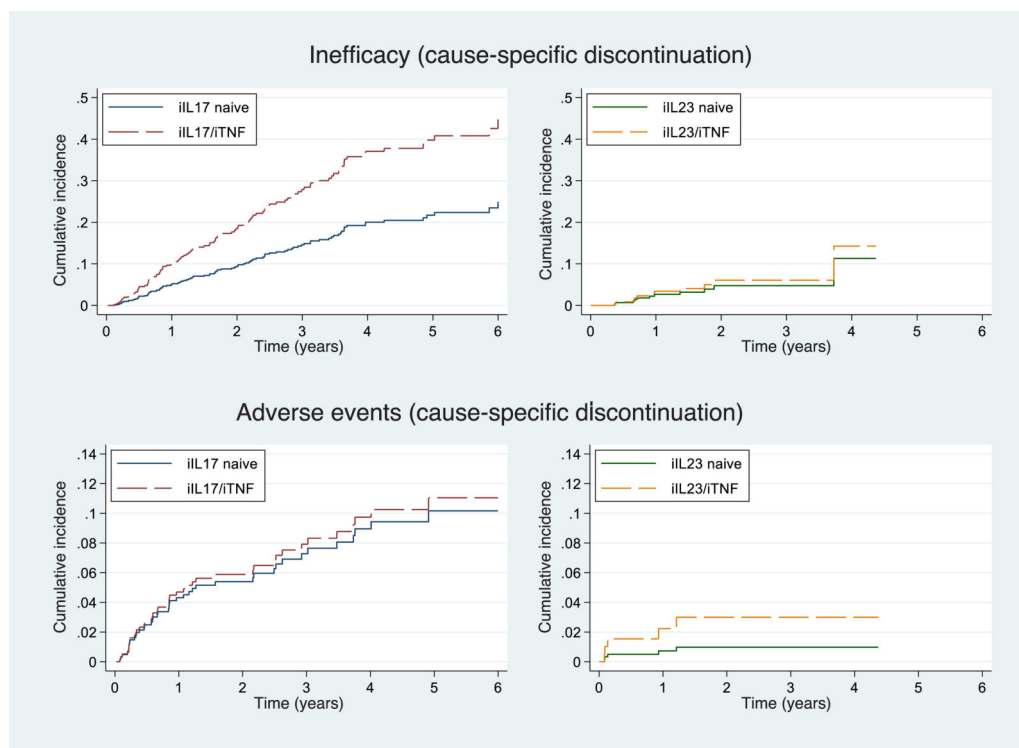 Inefficacy (cause-specific discontinuation)
iIL17 naive
iIL17/iTNF
Cumulative incidence
.5
.4
.3
.2
.1
0
0 1 2 3 4 5 6
Time (years)
iIL23 naive
iIL23/iTNF
Cumulative incidence
.5
.4
.3
.2
.1
0
0 1 2 3 4 5 6
Time (years)
Adverse events (cause-specific discontinuation)
iIL17 naive
iIL17/iTNF
Cumulative incidence
.14
.12
.1
.08
.06
.04
.02
0
0 1 2 3 4 5 6
Time (years)
iIL23 naive
iIL23/iTNF
Cumulative incidence
.14
.12
.1
.08
.06
.04
.02
0
0 1 2 3 4 5 6
Time (years)